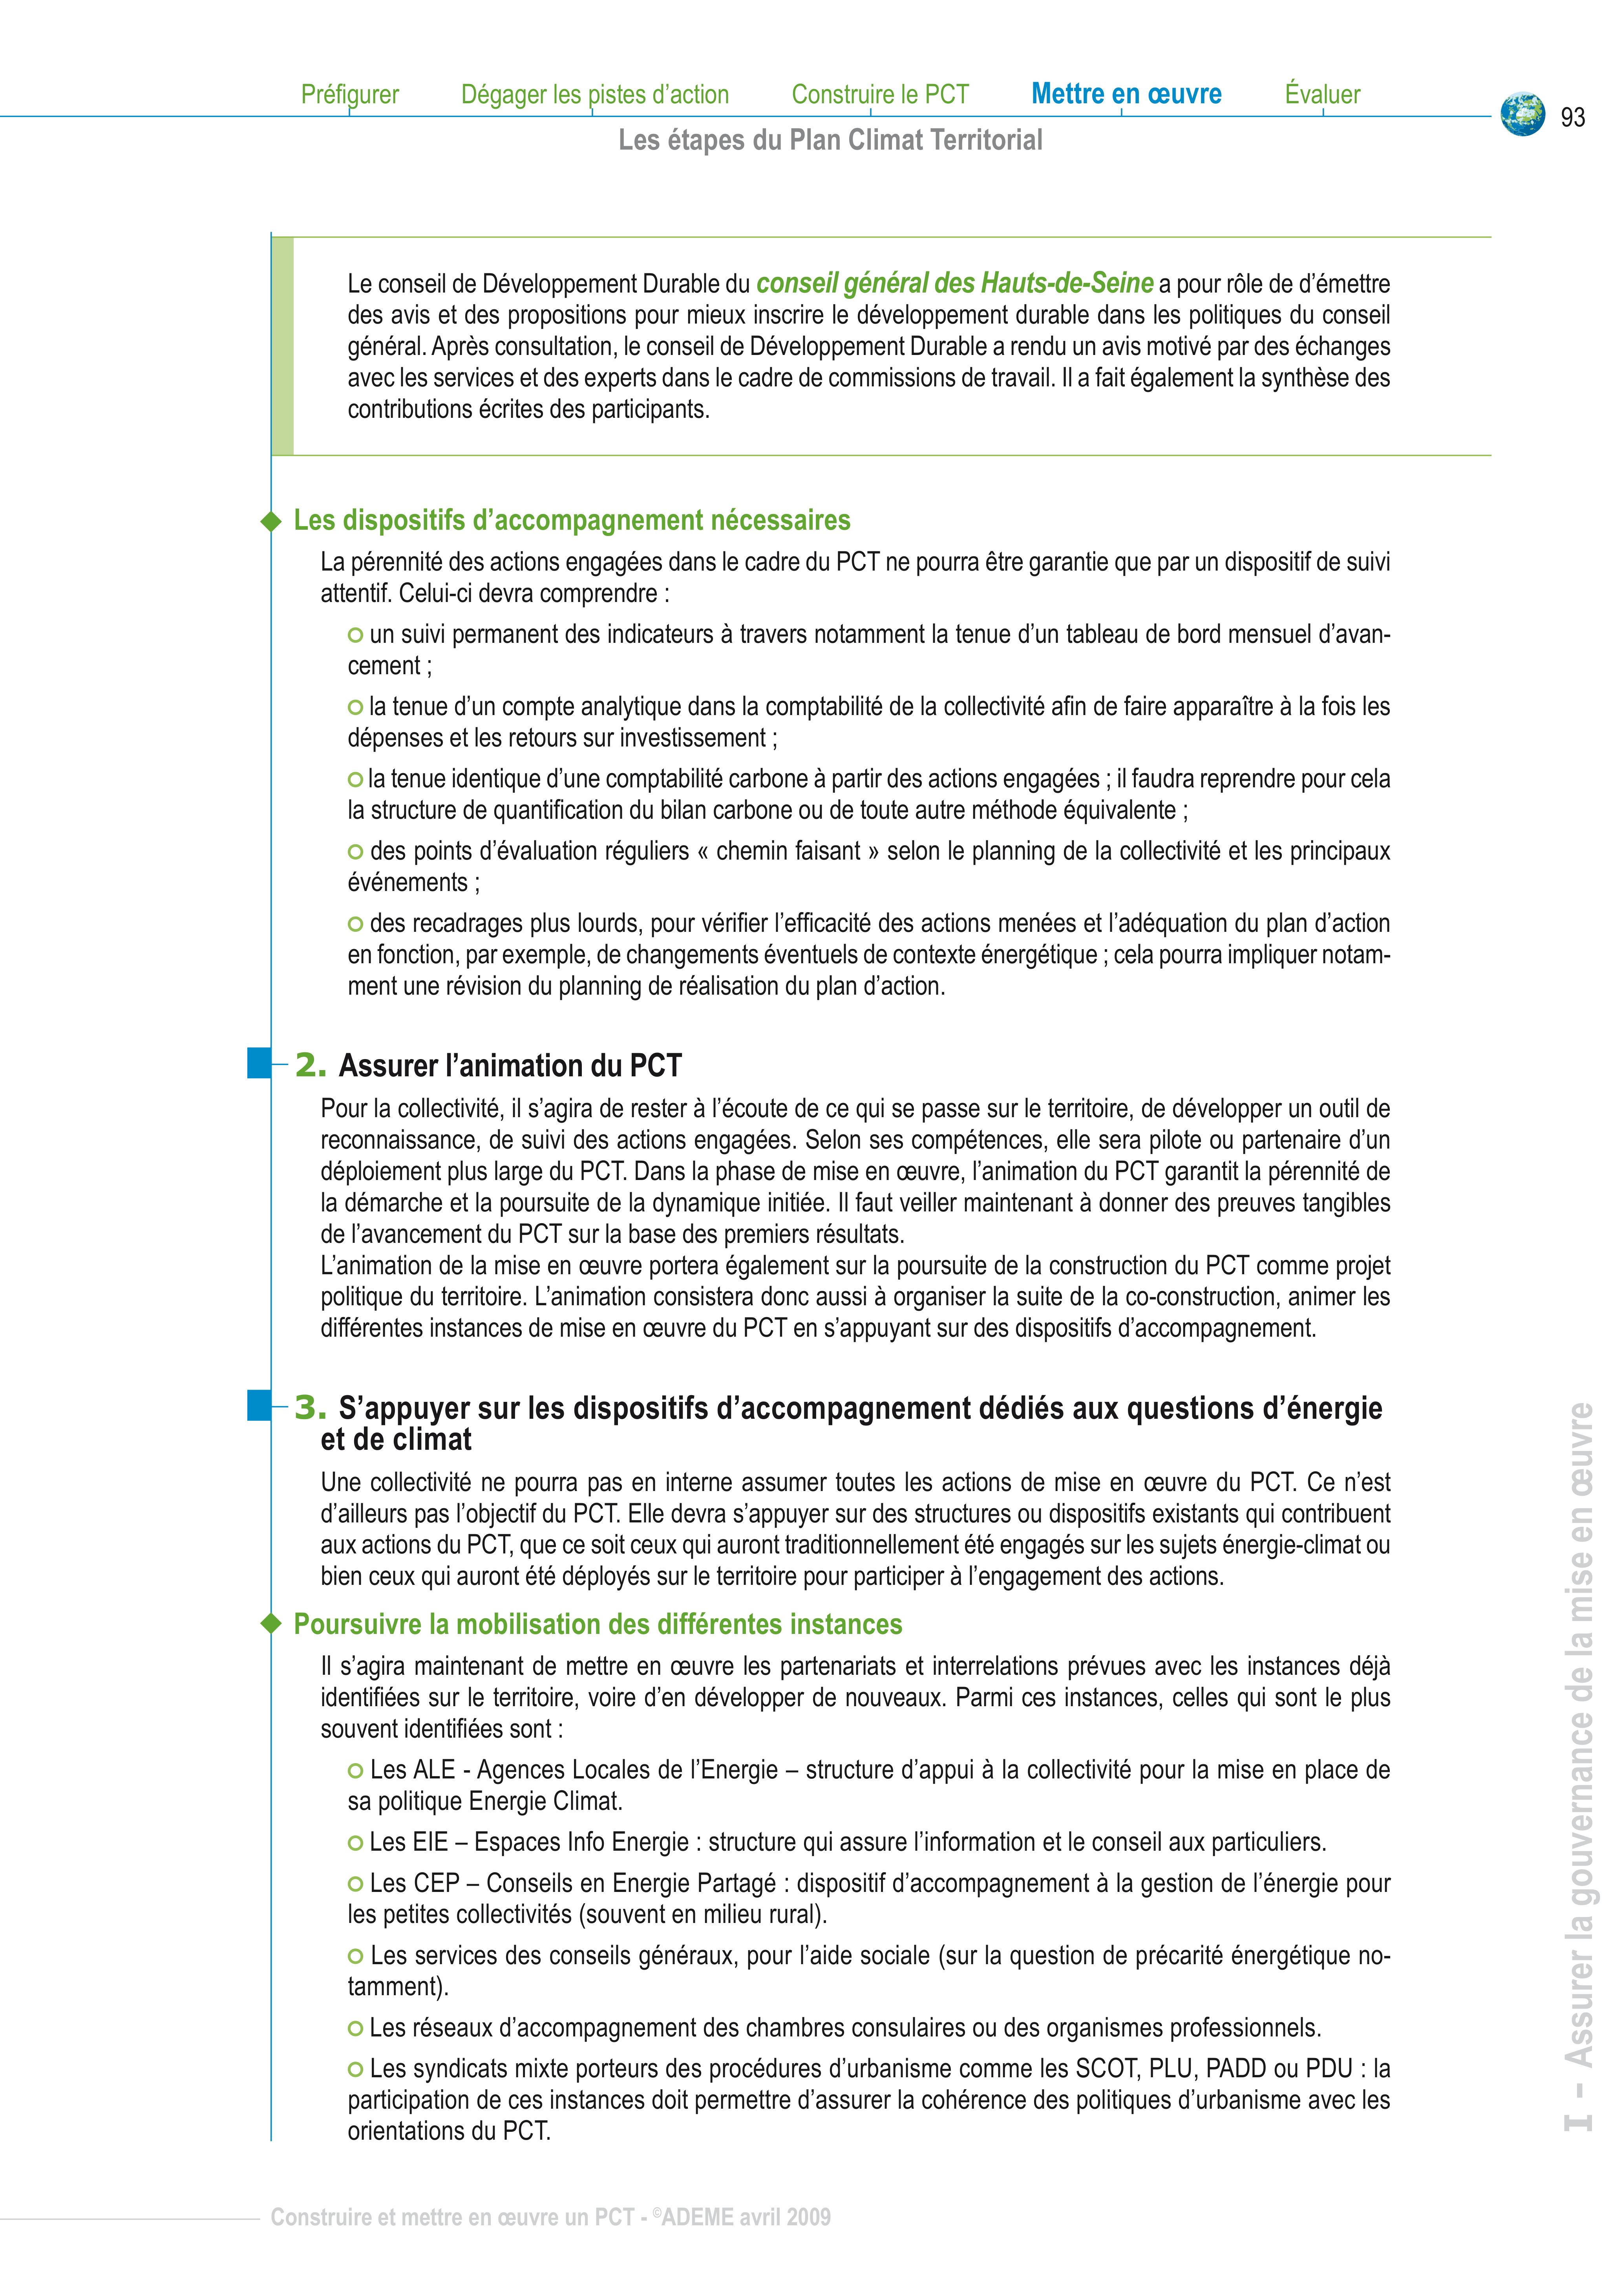 Préfigurer Dégager les pistes d’action Construire le PCT Mettre en œuvre Évaluer
93
Les étapes du Plan Climat Territorial
Le conseil de Développement Durable du conseil général des Hauts-de-Seine a pour rôle de d’émettre
des avis et des propositions pour mieux inscrire le développement durable dans les politiques du conseil
général. Après consultation, le conseil de Développement Durable a rendu un avis motivé par des échanges
avec les services et des experts dans le cadre de commissions de travail. Il a fait également la synthèse des
contributions écrites des participants.
Les dispositifs d’accompagnement nécessaires
La pérennité des actions engagées dans le cadre du PCT ne pourra être garantie que par un dispositif de suivi
attentif. Celui-ci devra comprendre :
un suivi permanent des indicateurs à travers notamment la tenue d’un tableau de bord mensuel d’avan-
cement ;
la tenue d’un compte analytique dans la comptabilité de la collectivité afin de faire apparaître à la fois les
dépenses et les retours sur investissement ;
la tenue identique d’une comptabilité carbone à partir des actions engagées ; il faudra reprendre pour cela
la structure de quantification du bilan carbone ou de toute autre méthode équivalente ;
des points d’évaluation réguliers « chemin faisant » selon le planning de la collectivité et les principaux
événements ;
des recadrages plus lourds, pour vérifier l’efficacité des actions menées et l’adéquation du plan d’action
en fonction, par exemple, de changements éventuels de contexte énergétique ; cela pourra impliquer notam-
ment une révision du planning de réalisation du plan d’action.
2. Assurer l’animation du PCT
Pour la collectivité, il s’agira de rester à l’écoute de ce qui se passe sur le territoire, de développer un outil de
reconnaissance, de suivi des actions engagées. Selon ses compétences, elle sera pilote ou partenaire d’un
déploiement plus large du PCT. Dans la phase de mise en œuvre, l’animation du PCT garantit la pérennité de
la démarche et la poursuite de la dynamique initiée. Il faut veiller maintenant à donner des preuves tangibles
de l’avancement du PCT sur la base des premiers résultats.
L’animation de la mise en œuvre portera également sur la poursuite de la construction du PCT comme projet
politique du territoire. L’animation consistera donc aussi à organiser la suite de la co-construction, animer les
différentes instances de mise en œuvre du PCT en s’appuyant sur des dispositifs d’accompagnement.
3. S’appuyer sur les dispositifs d’accompagnement dédiés aux questions d’énergie
et de climat
Une collectivité ne pourra pas en interne assumer toutes les actions de mise en œuvre du PCT. Ce n’est
d’ailleurs pas l’objectif du PCT. Elle devra s’appuyer sur des structures ou dispositifs existants qui contribuent
aux actions du PCT, que ce soit ceux qui auront traditionnellement été engagés sur les sujets énergie-climat ou
bien ceux qui auront été déployés sur le territoire pour participer à l’engagement des actions.
Poursuivre la mobilisation des différentes instances
Il s’agira maintenant de mettre en œuvre les partenariats et interrelations prévues avec les instances déjà
identifiées sur le territoire, voire d’en développer de nouveaux. Parmi ces instances, celles qui sont le plus
souvent identifiées sont :
Les ALE - Agences Locales de l’Energie – structure d’appui à la collectivité pour la mise en place de
sa politique Energie Climat.
Les EIE – Espaces Info Energie : structure qui assure l’information et le conseil aux particuliers.
Les CEP – Conseils en Energie Partagé : dispositif d’accompagnement à la gestion de l’énergie pour
les petites collectivités (souvent en milieu rural).
Les services des conseils généraux, pour l’aide sociale (sur la question de précarité énergétique no-
tamment).
Les réseaux d’accompagnement des chambres consulaires ou des organismes professionnels.
Les syndicats mixte porteurs des procédures d’urbanisme comme les SCOT, PLU, PADD ou PDU : la
participation de ces instances doit permettre d’assurer la cohérence des politiques d’urbanisme avec les
orientations du PCT.
I - Assurer la gouvernance de la mise en œuvre
Construire et mettre en œuvre un PCT - ©ADEME avril 2009